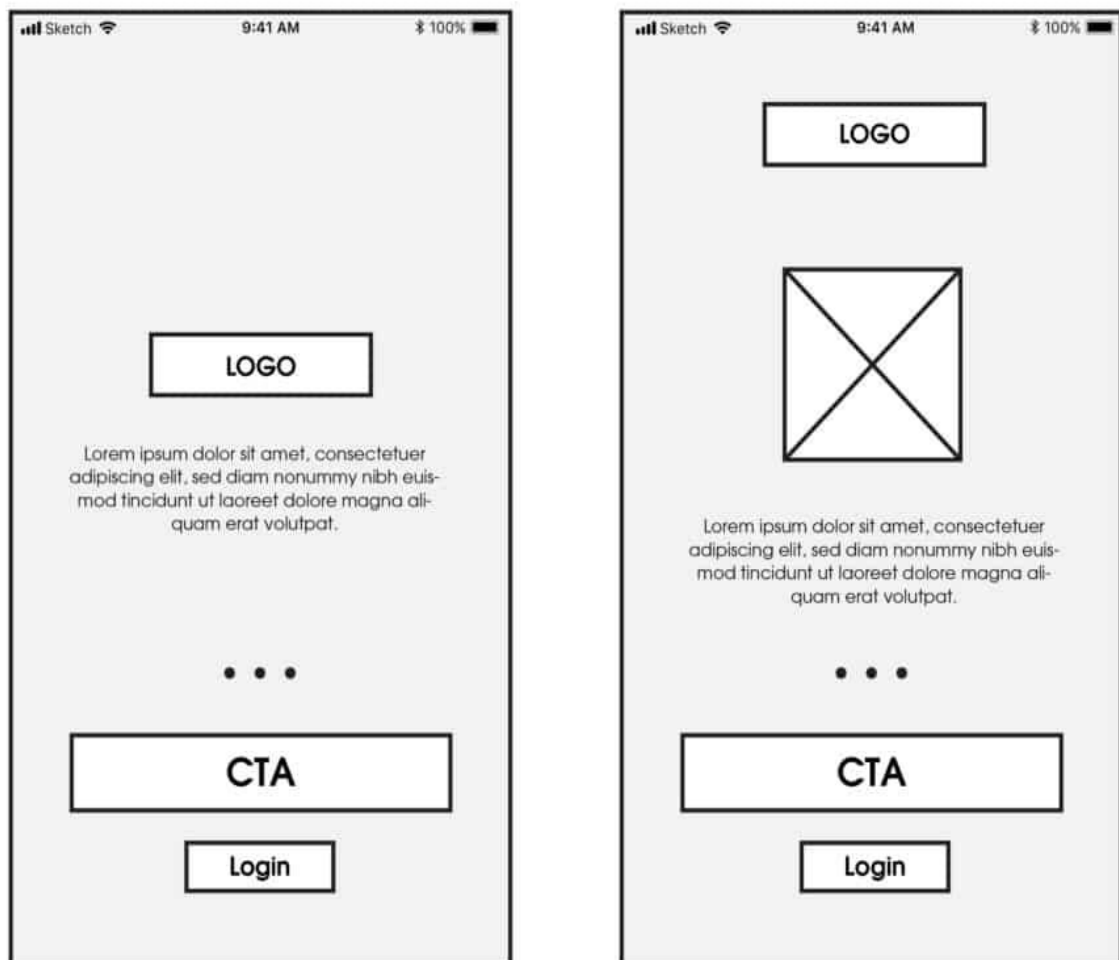 Sketch 9:41 AM 100%
LOGO
Lorem ipsum dolor sit amet, consectetuer
adipiscing elit, sed diam nonummy nibh euis-
mod tincidunt ut laoreet dolore magna ali-
quam erat volutpat.
CTA
Login
Sketch 9:41 AM 100%
LOGO
Lorem ipsum dolor sit amet, consectetuer
adipiscing elit, sed diam nonummy nibh euis-
mod tincidunt ut laoreet dolore magna ali-
quam erat volutpat.
CTA
Login